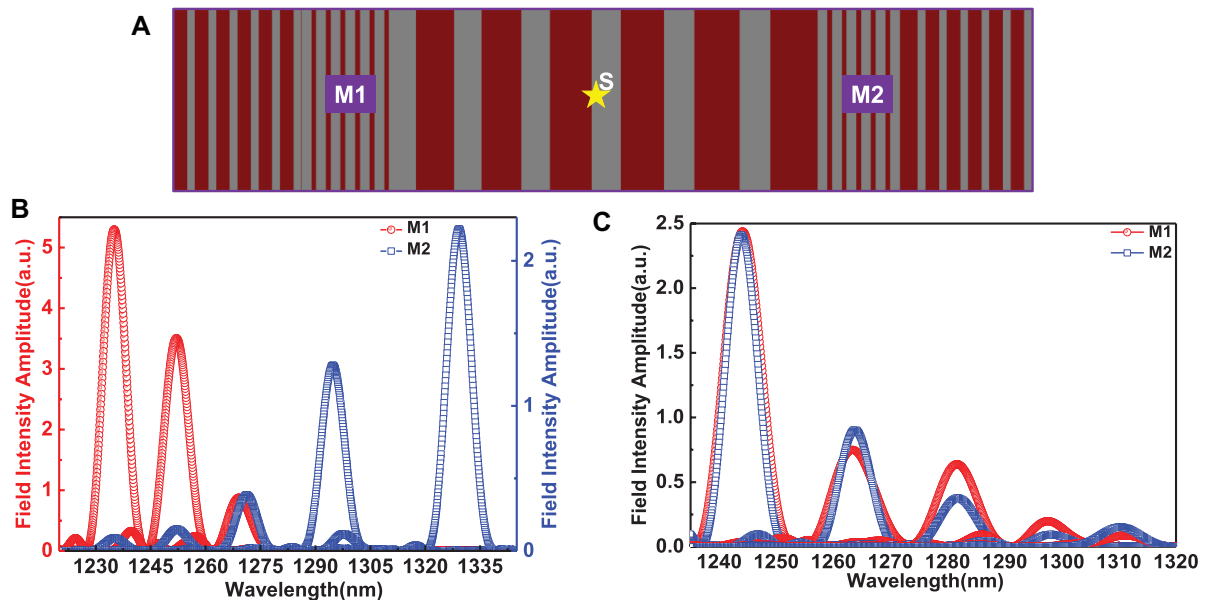 A
S
M1
M2
B
M1
M2
5
4
3
2
1
0
2
1
0
Field Intensity Amplitude(a.u.)
Field Intensity Amplitude(a.u.)
1230 1245 1260 1275 1290 1305 1320 1335
Wavelength(nm)
C
M1
M2
2.5
2.0
1.5
1.0
0.5
0.0
Field Intensity Amplitude(a.u.)
1240 1250 1260 1270 1280 1290 1300 1310 1320
Wavelength(nm)